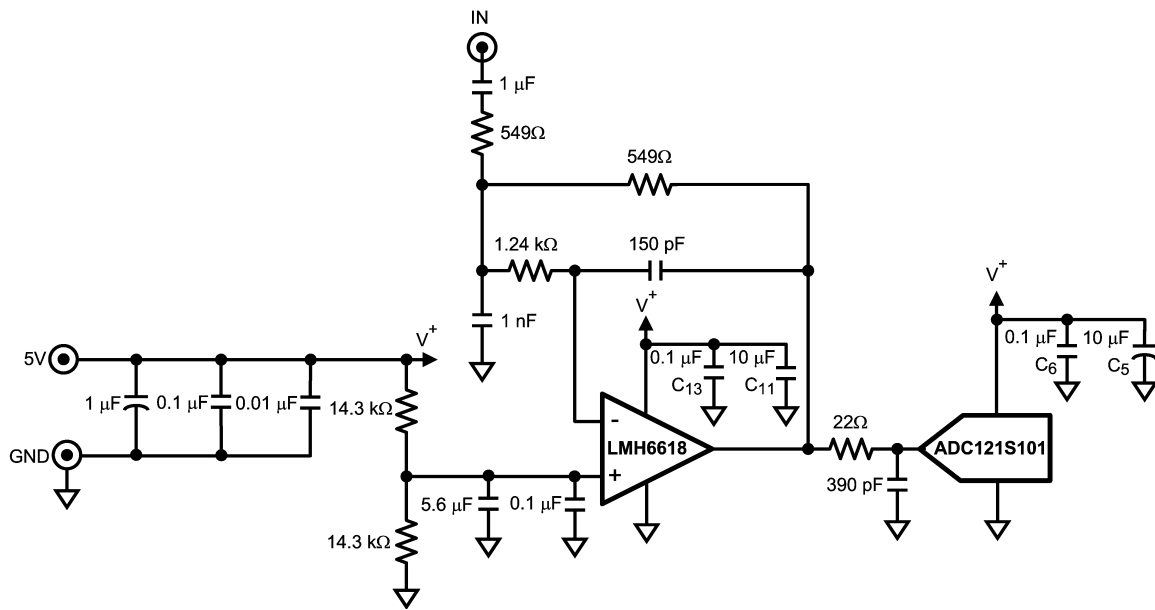 IN
1 μF
549Ω
549Ω
1.24 kΩ
150 pF
1 nF
V+
0.1 μF
C13
10 μF
C11
V+
0.1 μF
C6
10 μF
C5
5V
V+
1 μF
0.1 μF
0.01 μF
14.3 kΩ
GND
-
LMH6618
+
22Ω
ADC121S101
390 pF
5.6 μF
0.1 μF
14.3 kΩ